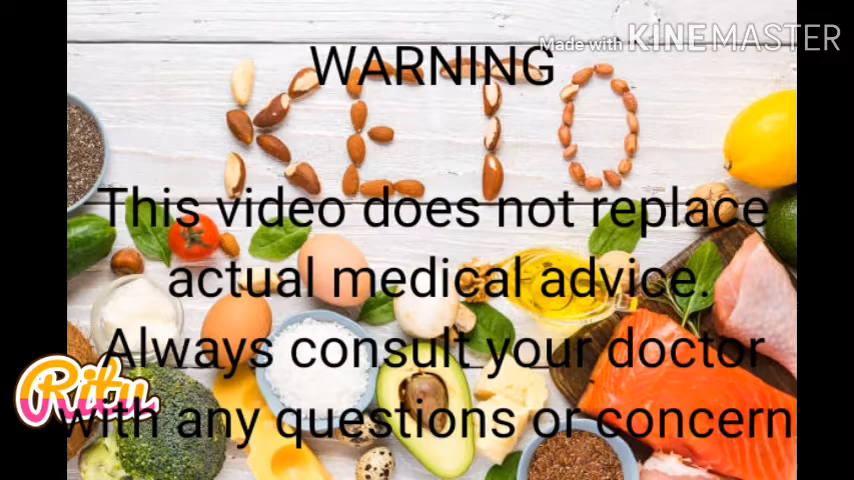 Made with KINEMASTER
WARNING
KETO
This video does not replace
actual medical advice.
Always consult your doctor
with any questions or concern
Ritu